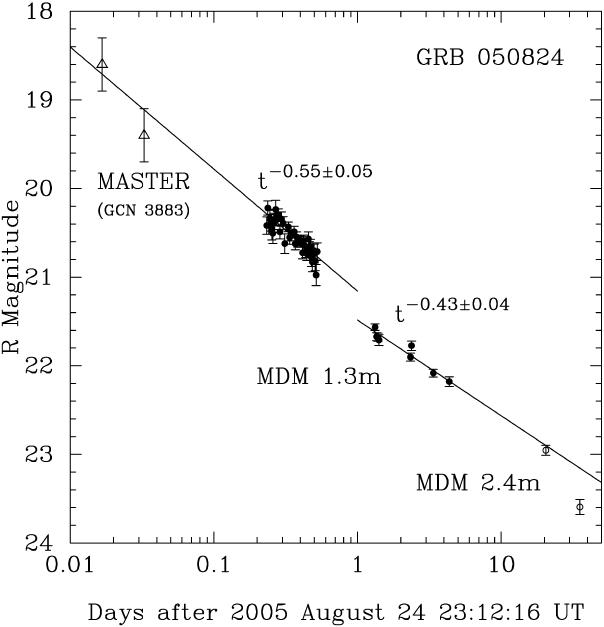 GRB 050824
18
19
20
21
22
23
24
R Magnitude
MASTER
(GCN 3883)
t−0.55±0.05
t−0.43±0.04
MDM 1.3m
MDM 2.4m
0.01 0.1 1 10
Days after 2005 August 24 23:12:16 UT